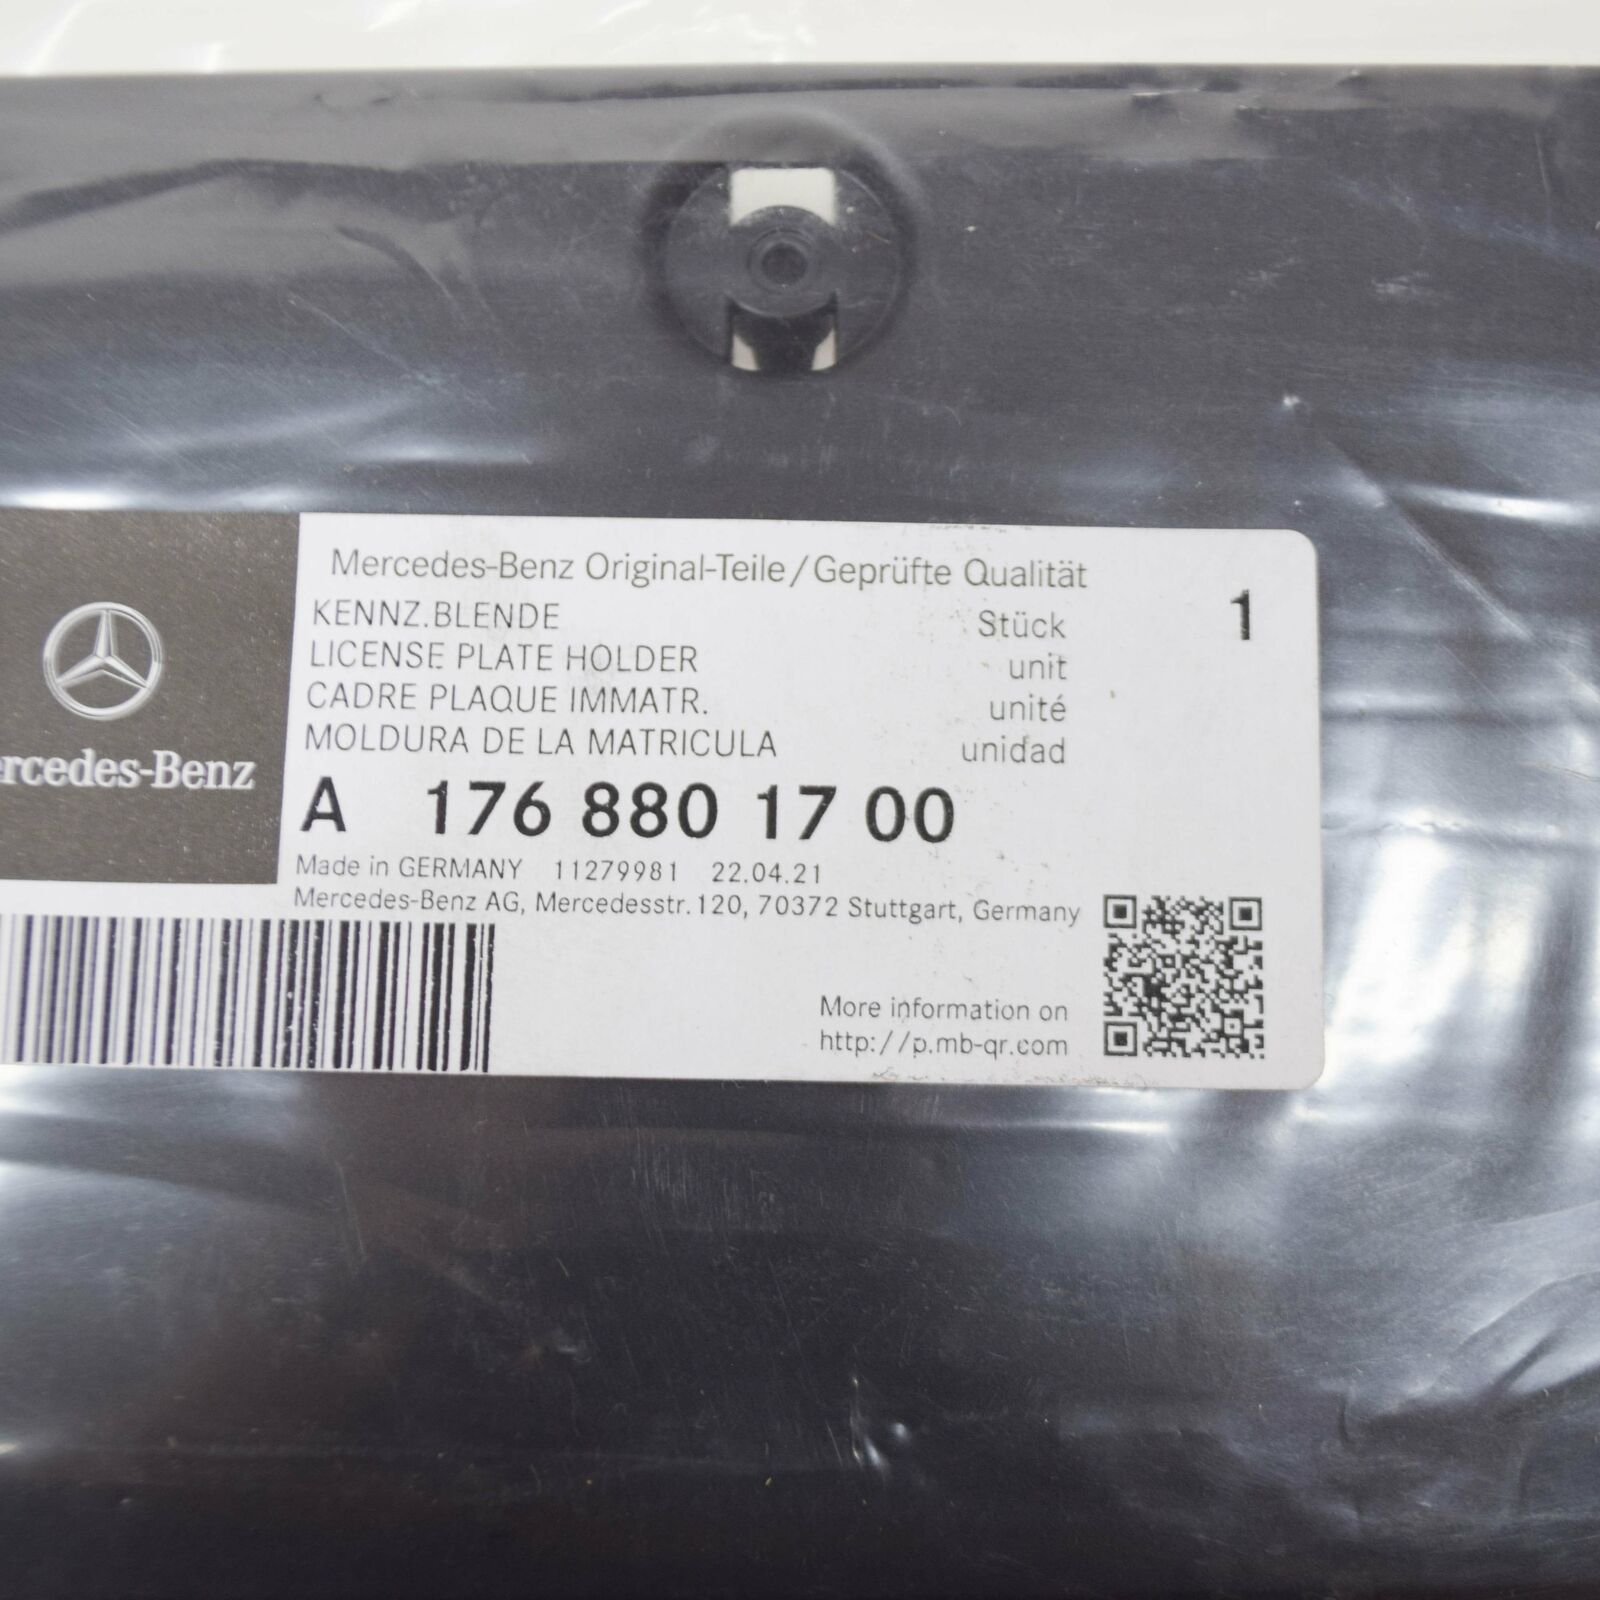 Mercedes-Benz Original-Teile/Geprüfte Qualität
KENNZ.BLENDE Stück 1
LICENSE PLATE HOLDER unit
CADRE PLAQUE IMMATR. unité
MOLDURA DE LA MATRICULA unidad
ercedes-Benz
A 176 880 17 00
Made in GERMANY 11279981 22.04.21
Mercedes-Benz AG, Mercedesstr.120, 70372 Stuttgart, Germany
More information on
http://p.mb-qr.com